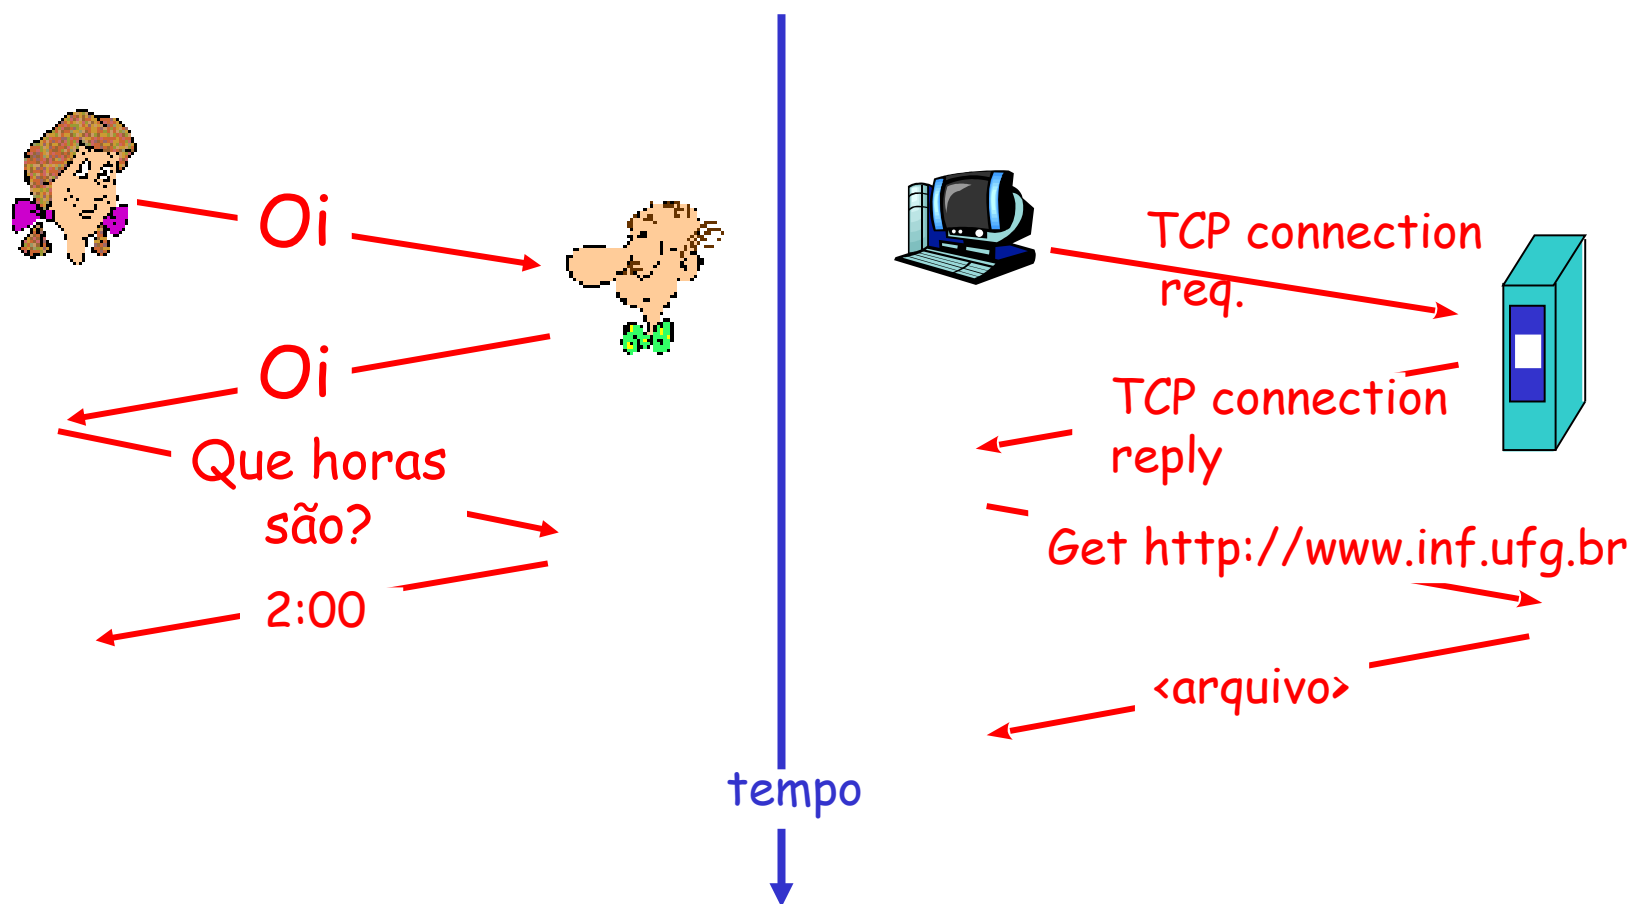 Oi
Oi
Que horas
são?
2:00
TCP connection
req.
TCP connection
reply
Get http://www.inf.ufg.br
<arquivo>
tempo